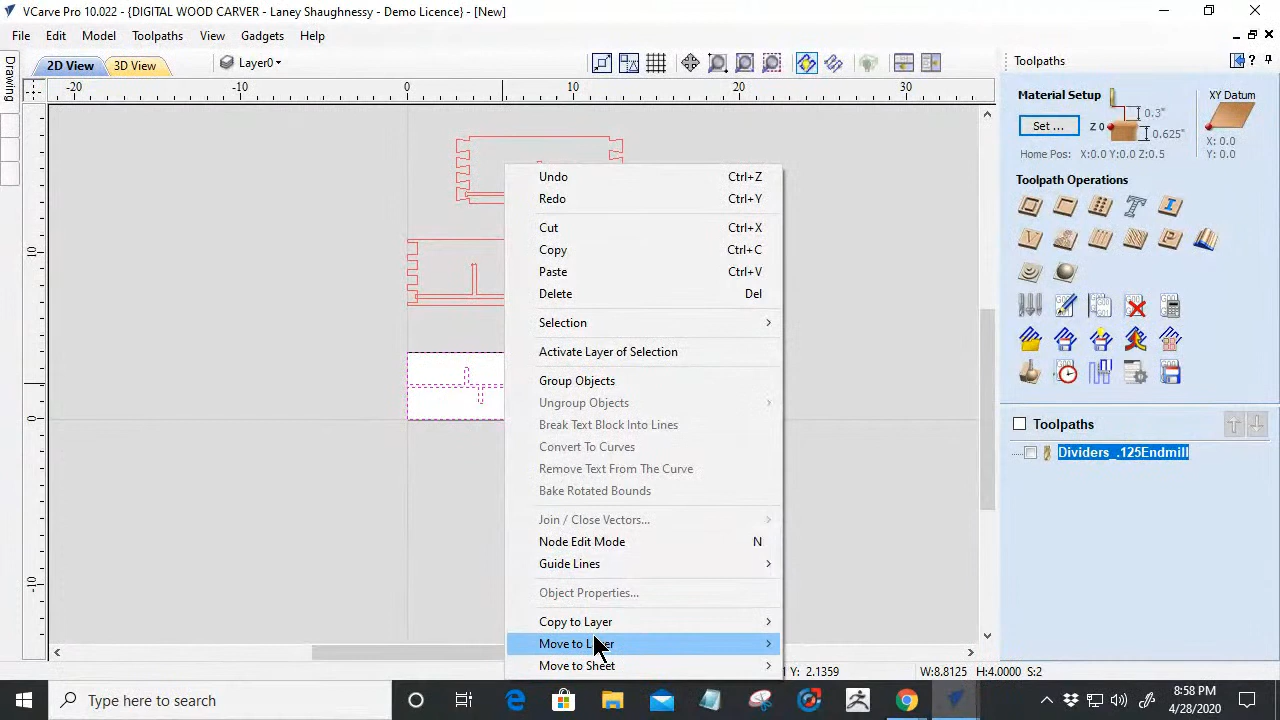 VCarve Pro 10.022 - {DIGITAL WOOD CARVER - Laney Shaughnessy - Demo Licence} - [New]
File Edit Model Toolpaths View Gadgets Help
2D View 3D View Layer0
Drawing
-20 0 10 20 30
10
0
-10
Undo Ctrl+Z
Redo Ctrl+Y
Cut Ctrl+X
Copy Ctrl+C
Paste Ctrl+V
Delete Del
Selection
Activate Layer of Selection
Group Objects
Ungroup Objects
Break Text Block Into Lines
Convert To Curves
Remove Text From The Curve
Bake Rotated Bounds
Join / Close Vectors...
Node Edit Mode N
Guide Lines
Object Properties...
Copy to Layer
Move to Layer
Move to Sheet
Toolpaths
Material Setup
XY Datum
Set ...
Z 0
0.3"
0.625"
X: 0.0
Y: 0.0
Home Pos: X:0.0 Y:0.0 Z:0.5
Toolpath Operations
Toolpaths
Dividers_.125Endmill
Y: 2.1359 W:8.8125 H:4.0000 S:2
Type here to search
8:58 PM
4/28/2020